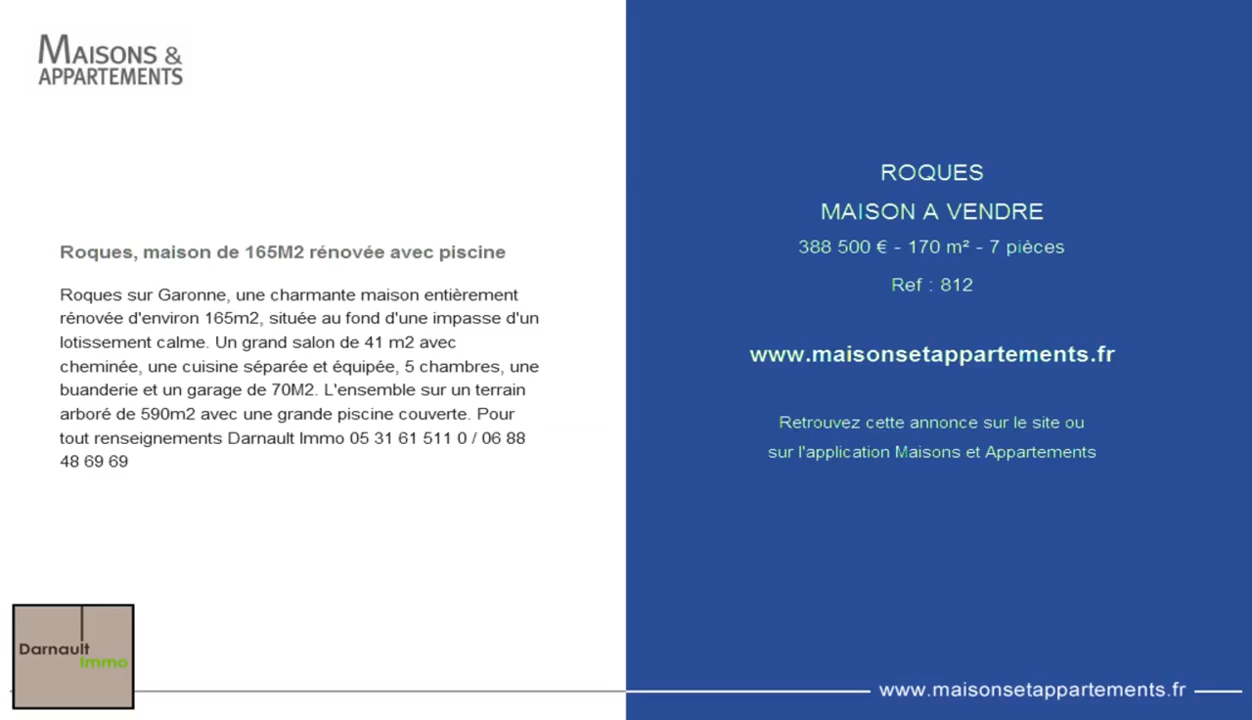 MAISONS &
APPARTEMENTS
Roques, maison de 165M2 rénovée avec piscine
Roques sur Garonne, une charmante maison entièrement
rénovée d'environ 165m2, située au fond d'une impasse d'un
lotissement calme. Un grand salon de 41 m2 avec
cheminée, une cuisine séparée et équipée, 5 chambres, une
buanderie et un garage de 70M2. L'ensemble sur un terrain
arboré de 590m2 avec une grande piscine couverte. Pour
tout renseignements Darnault Immo 05 31 61 511 0 / 06 88
48 69 69
Darnault
Immo
ROQUES
MAISON A VENDRE
388 500 € - 170 m² - 7 pièces
Ref : 812
www.maisonsetappartements.fr
Retrouvez cette annonce sur le site ou
sur l'application Maisons et Appartements
www.maisonsetappartements.fr